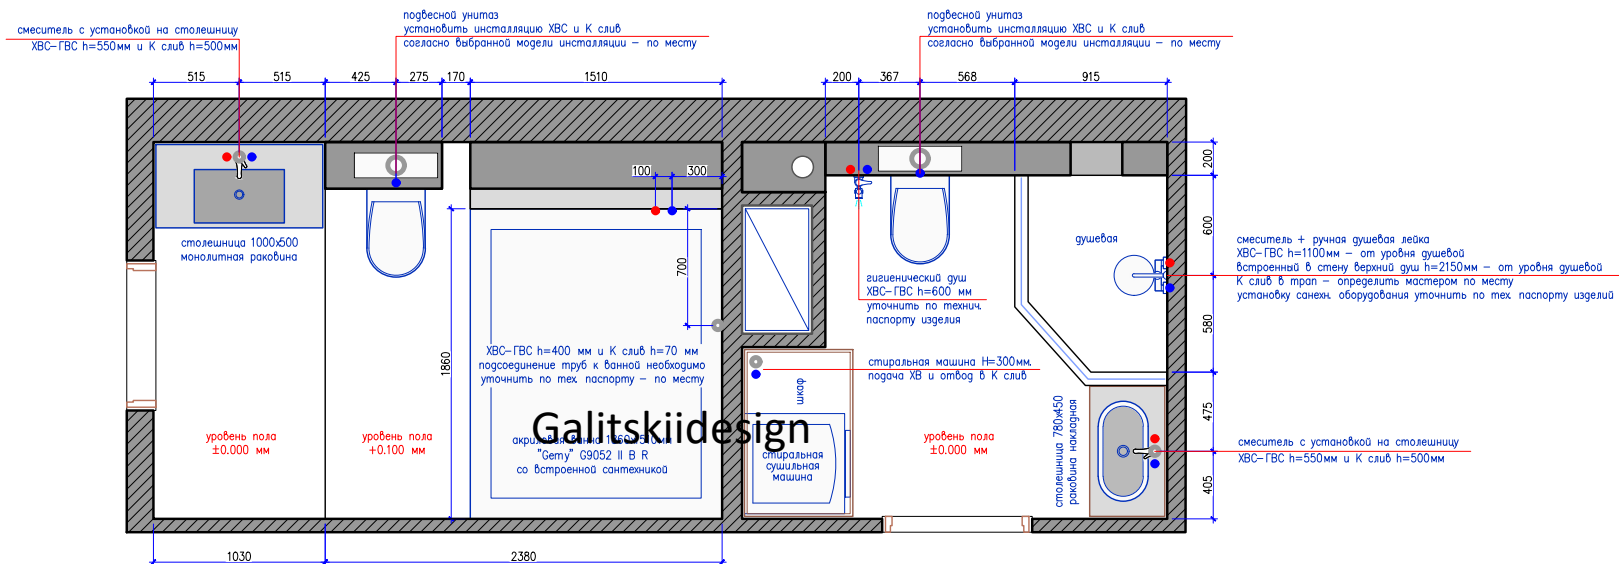 смеситель с установкой на столешницу
ХВС-ГВС h=550мм и К слив h=500мм
подвесной унитаз
установить инсталляцию ХВС и К слив
согласно выбранной модели инсталляции - по месту
подвесной унитаз
установить инсталляцию ХВС и К слив
согласно выбранной модели инсталляции - по месту
515 515 425 275 170 1510 200 367 568 915
100 300
200
600
580
475
405
столешница 1000х500
монолитная раковина
700
1860
душевая
смеситель + ручная душевая лейка
ХВС-ГВС h=1100мм - от уровня душевой
встроенный в стену верхний душ h=2150мм - от уровня душевой
К слив в трап - определить мастером по месту
установку санехн. оборудования уточнить по тех. паспорту изделий
гигиенический душ
ХВС-ГВС h=600 мм
уточнить по технич.
паспорту изделия
ХВС-ГВС h=400 мм и К слив h=70 мм
подсоединение труб к ванной необходимо
уточнить по тех. паспорту - по месту
стиральная машина H=300мм.
подача ХВ и отвод в К слив
шкаф
Galitskiidesign
уровень пола
±0.000 мм
уровень пола
+0.100 мм
"Gemy" G9052 II B R
со встроенной сантехникой
стиральная
сушильная
машина
уровень пола
±0.000 мм
столешница 780х450
раковина накладная
смеситель с установкой на столешницу
ХВС-ГВС h=550мм и К слив h=500мм
1030 2380